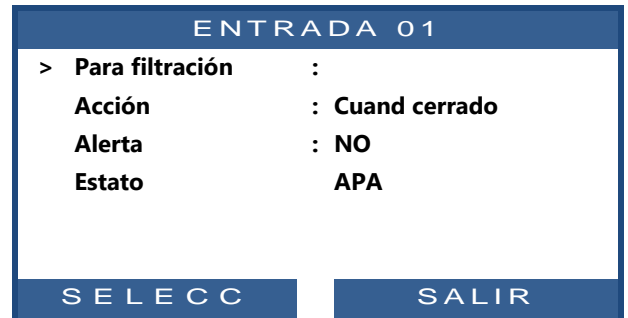 ENTRADA 01
> Para filtración :
Acción : Cuand cerrado
Alerta : NO
Estato APA
SELECC SALIR